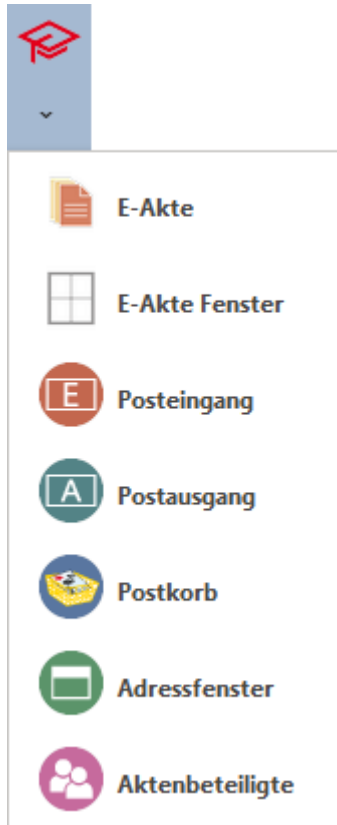 E-Akte
E-Akte Fenster
E
Posteingang
A
Postausgang
Postkorb
Adressfenster
Aktenbeteiligte